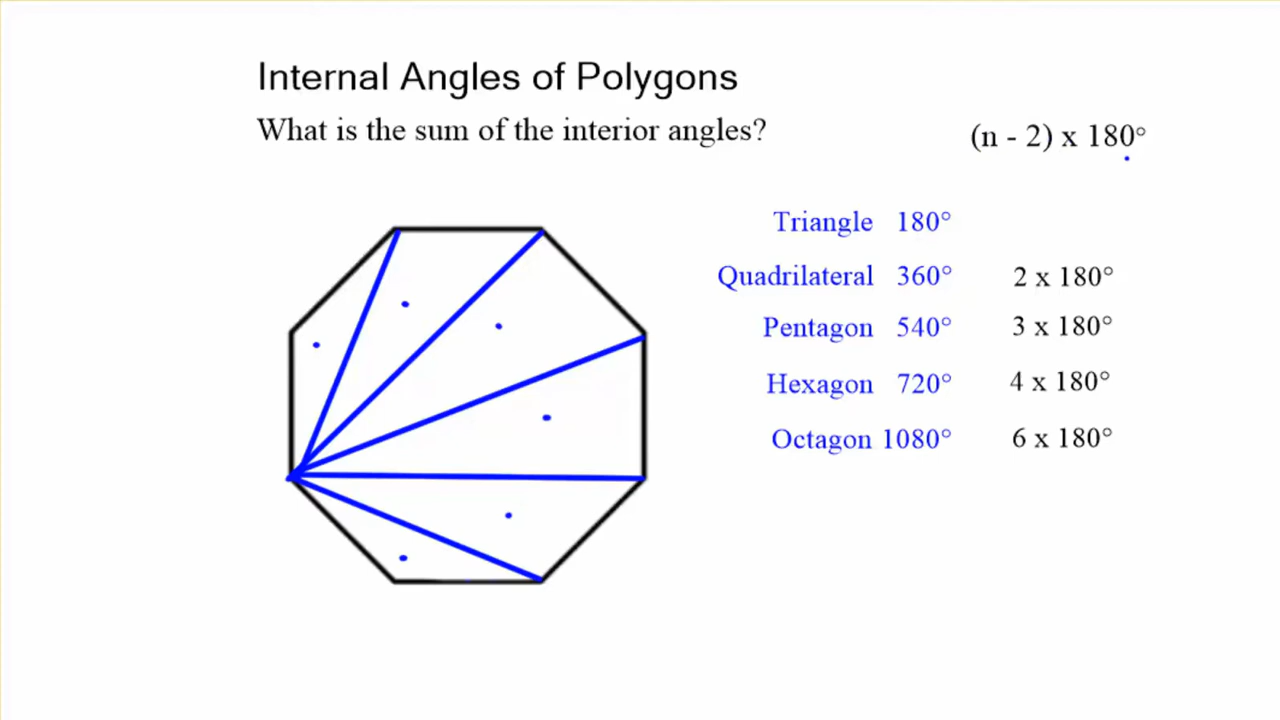 Internal Angles of Polygons
What is the sum of the interior angles?
(n - 2) x 180°
Triangle 180°
Quadrilateral 360° 2 x 180°
Pentagon 540° 3 x 180°
Hexagon 720° 4 x 180°
Octagon 1080° 6 x 180°